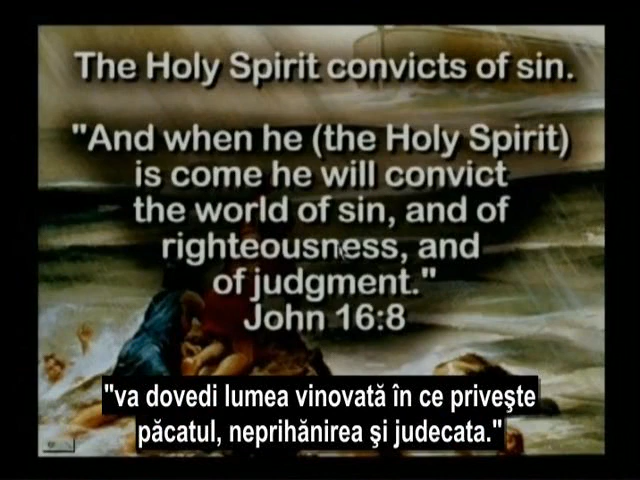 The Holy Spirit convicts of sin.
"And when he (the Holy Spirit)
is come he will convict
the world of sin, and of
righteousness, and
of judgment."
John 16:8
"va dovedi lumea vinovată în ce priveşte
păcatul, neprihănirea şi judecata."